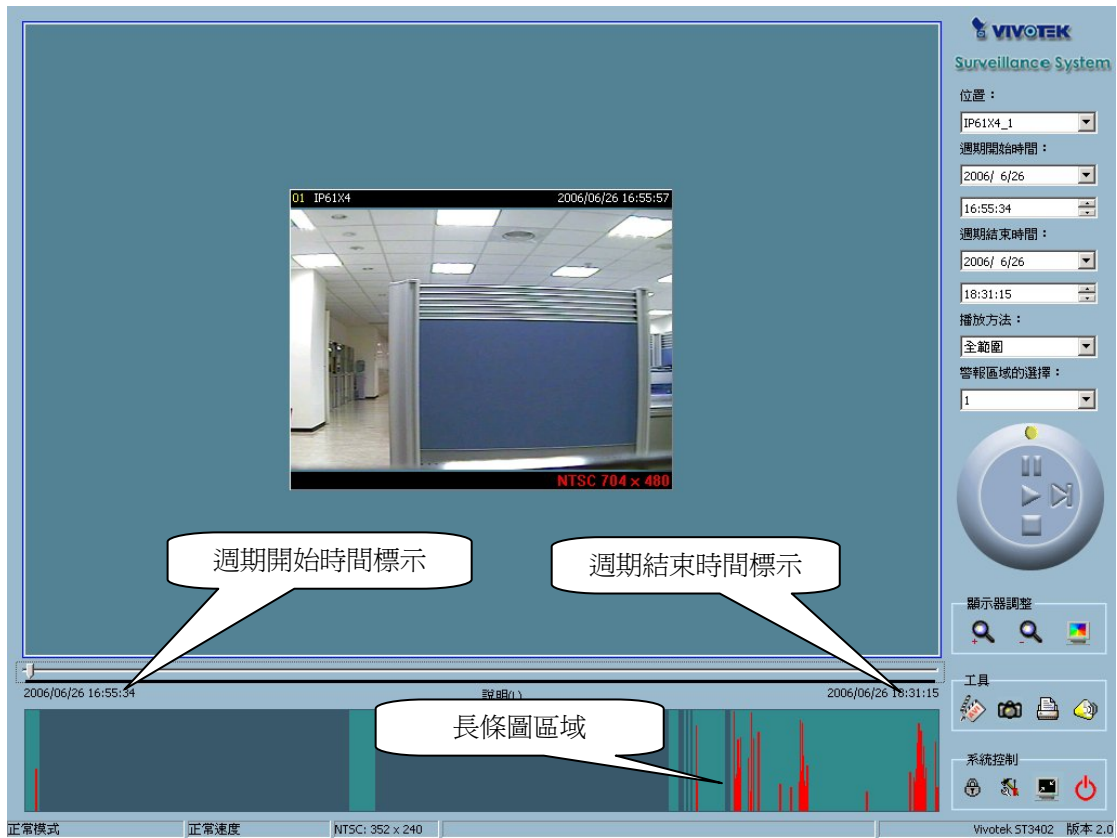 VIVOTEK
Surveillance System
位置：
IP61X4_1
週期開始時間：
2006/ 6/26
16:55:34
週期結束時間：
2006/ 6/26
18:31:15
播放方法：
全範圍
警報區域的選擇：
1
01 IP61X4 2006/06/26 16:55:57
NTSC 704 x 480
週期開始時間標示
週期結束時間標示
顯示器調整
2006/06/26 16:55:34
2006/06/26 18:31:15
長條圖區域
工具
AVI
系統控制
正常模式
正常速度
NTSC: 352 x 240
Vivotek ST3402 版本 2.0